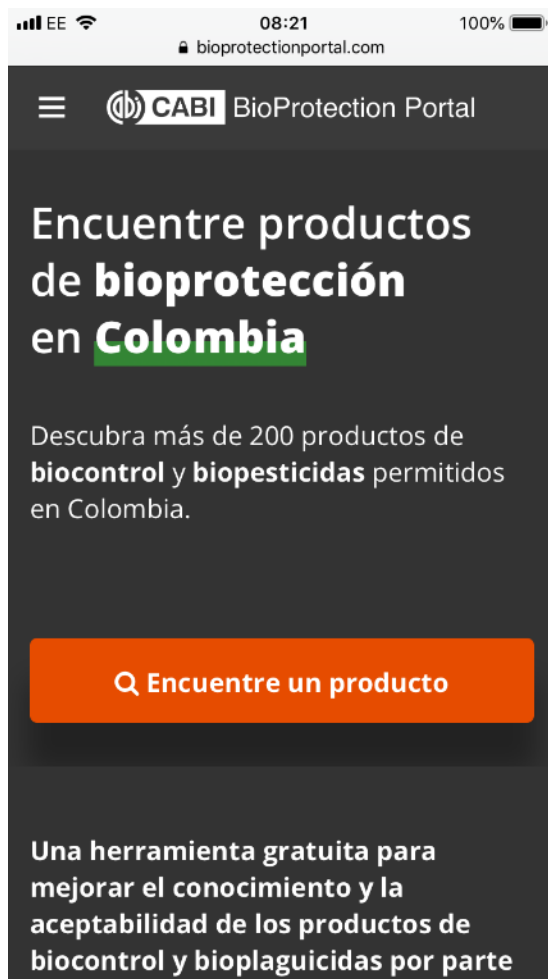 EE 08:21 100%
bioprotectionportal.com
CABI BioProtection Portal
Encuentre productos
de bioprotección
en Colombia
Descubra más de 200 productos de
biocontrol y biopesticidas permitidos
en Colombia.
Encuentre un producto
Una herramienta gratuita para
mejorar el conocimiento y la
aceptabilidad de los productos de
biocontrol y bioplaguicidas por parte